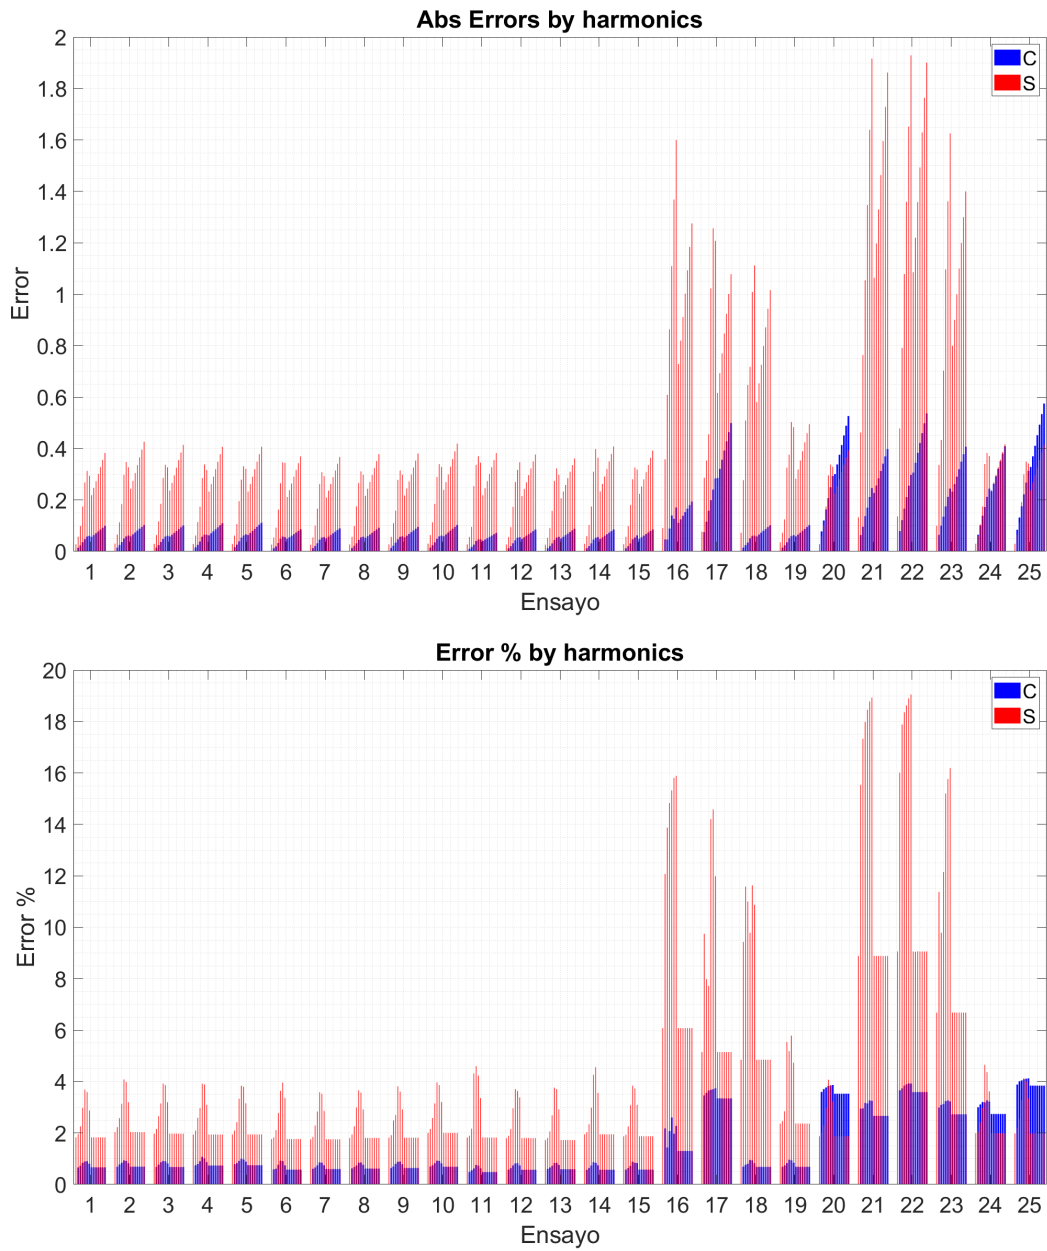 Abs Errors by harmonics
2
1.8
1.6
1.4
1.2
1
0.8
0.6
0.4
0.2
0
Error
C
S
1 2 3 4 5 6 7 8 9 10 11 12 13 14 15 16 17 18 19 20 21 22 23 24 25
Ensayo
Error % by harmonics
20
18
16
14
12
10
8
6
4
2
0
Error %
C
S
1 2 3 4 5 6 7 8 9 10 11 12 13 14 15 16 17 18 19 20 21 22 23 24 25
Ensayo